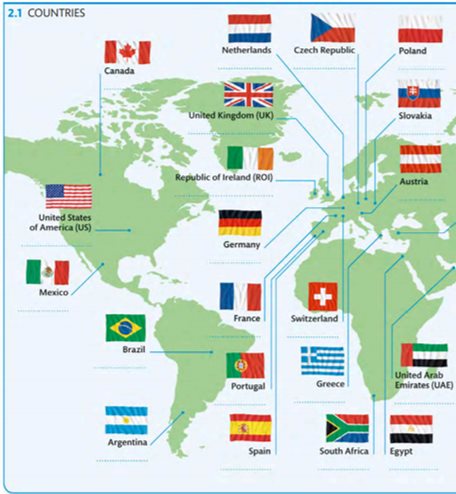 2.1 COUNTRIES
Netherlands
Czech Republic
Poland
Canada
United Kingdom (UK)
Slovakia
Republic of Ireland (ROI)
Austria
United States
of America (US)
Germany
Mexico
France
Switzerland
Brazil
Portugal
Greece
United Arab
Emirates (UAE)
Argentina
Spain
South Africa
Egypt